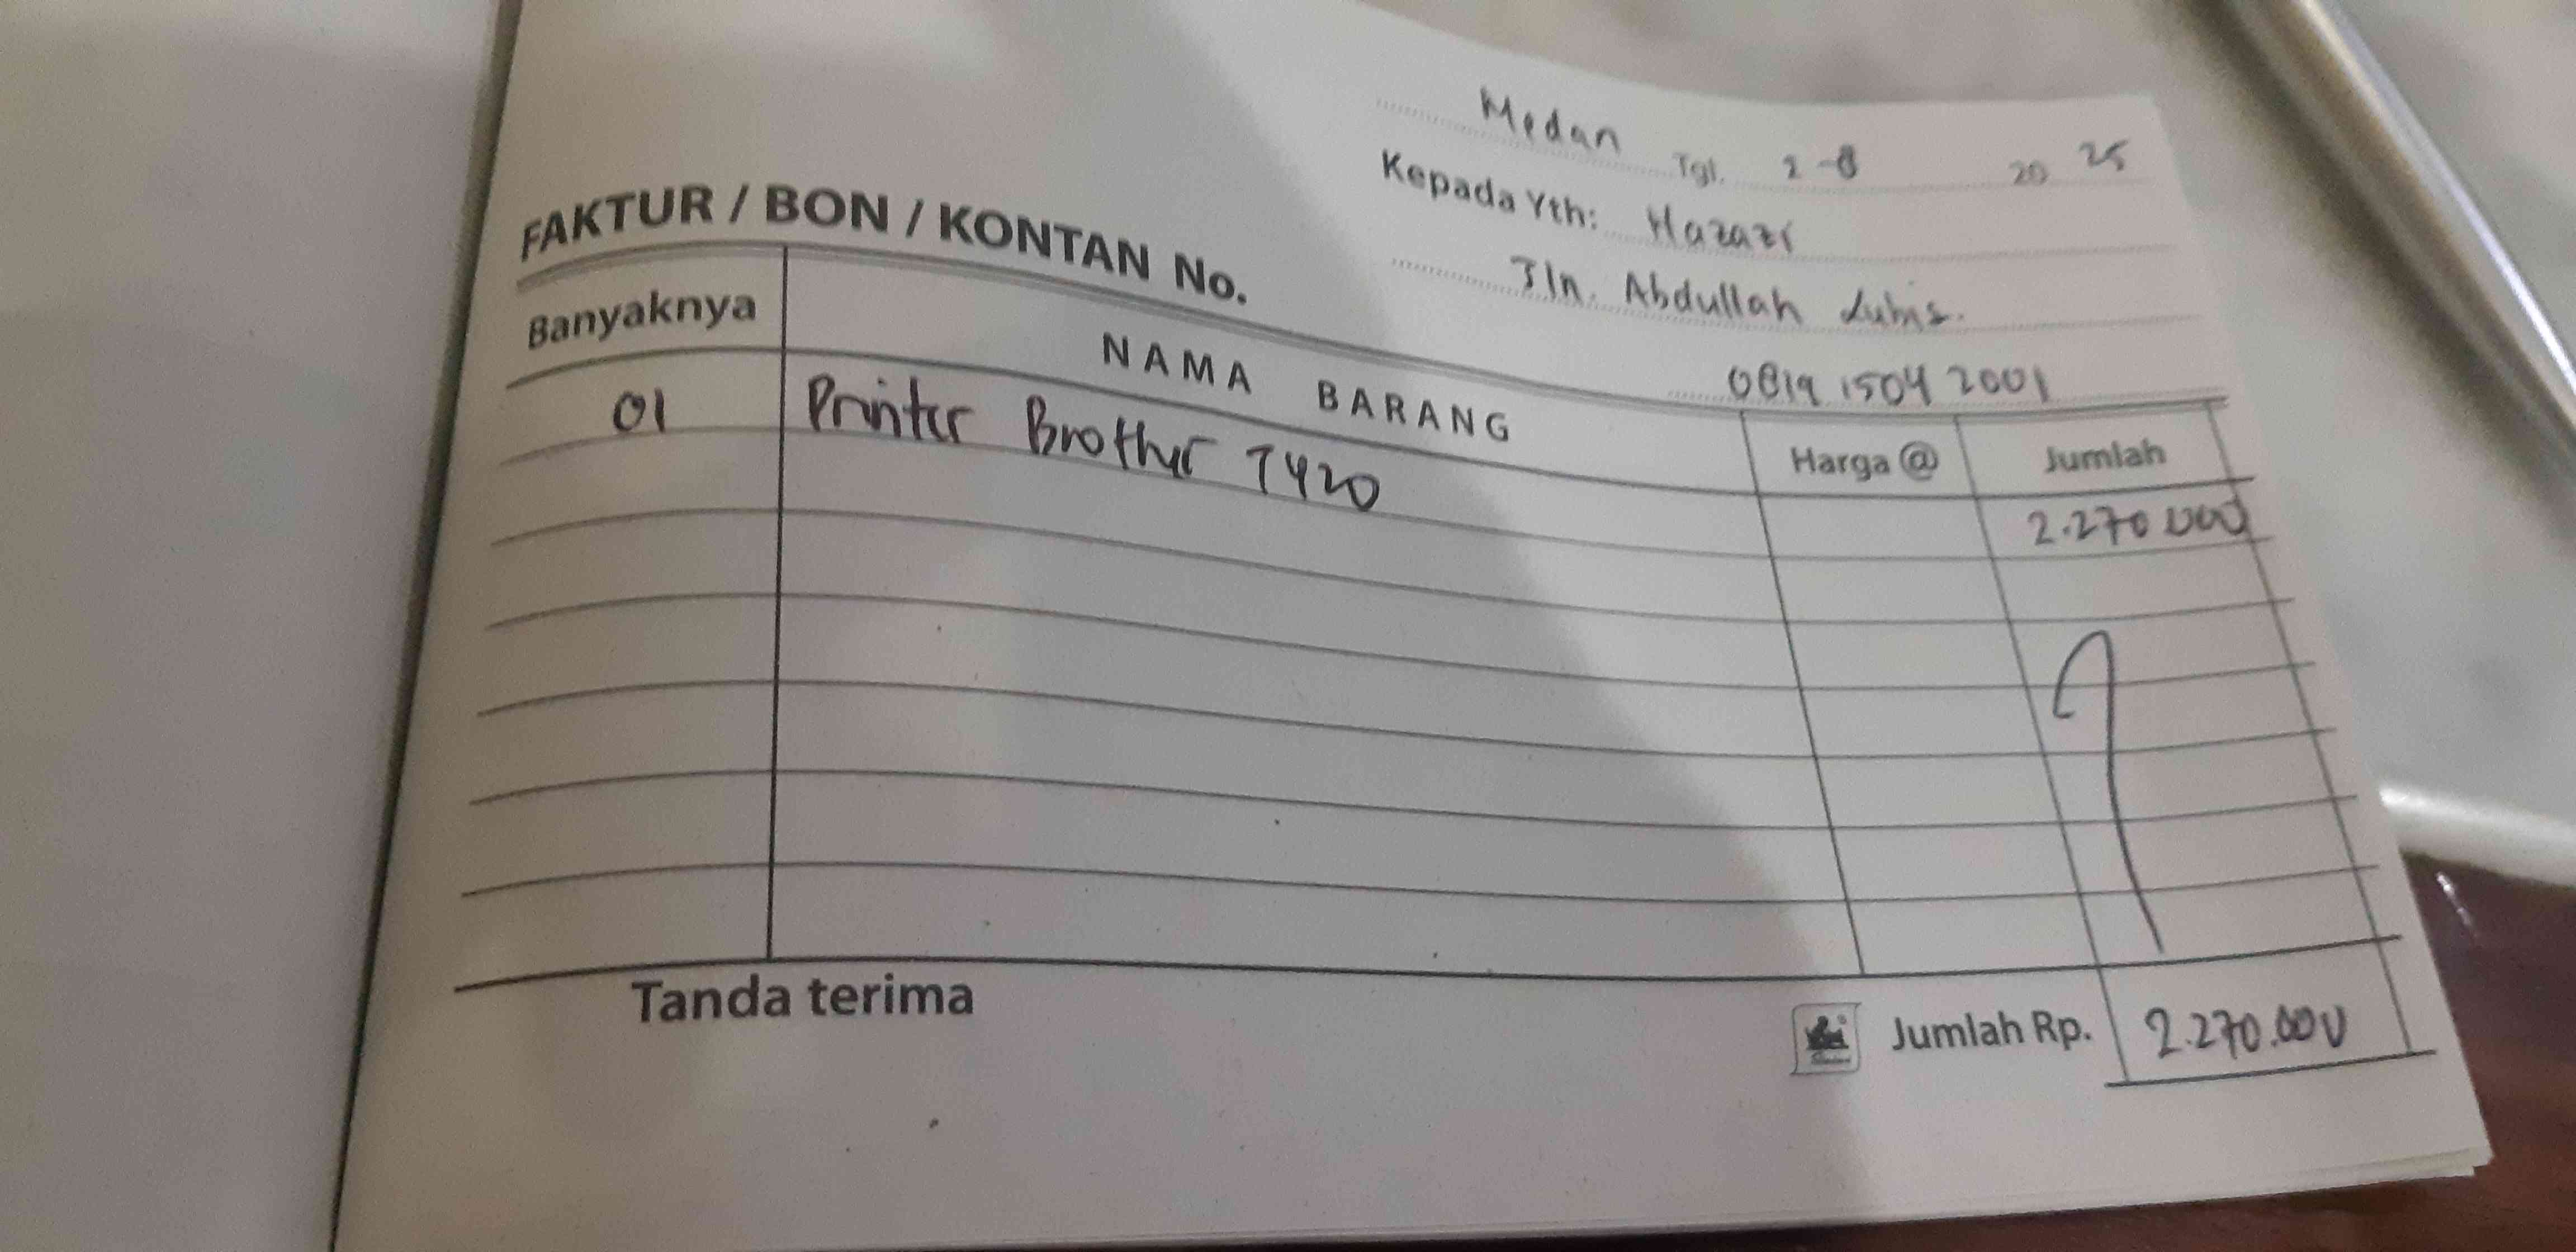 Medan Tgl. 2-8 20 25
Kepada Yth: Hazazi
Jln. Abdullah Lubis.
0819 1504 2001
FAKTUR / BON / KONTAN No.
Banyaknya NAMA BARANG Harga @ Jumlah
01 Printer Brother T420 2.270.000
Tanda terima Jumlah Rp. 2.270.000